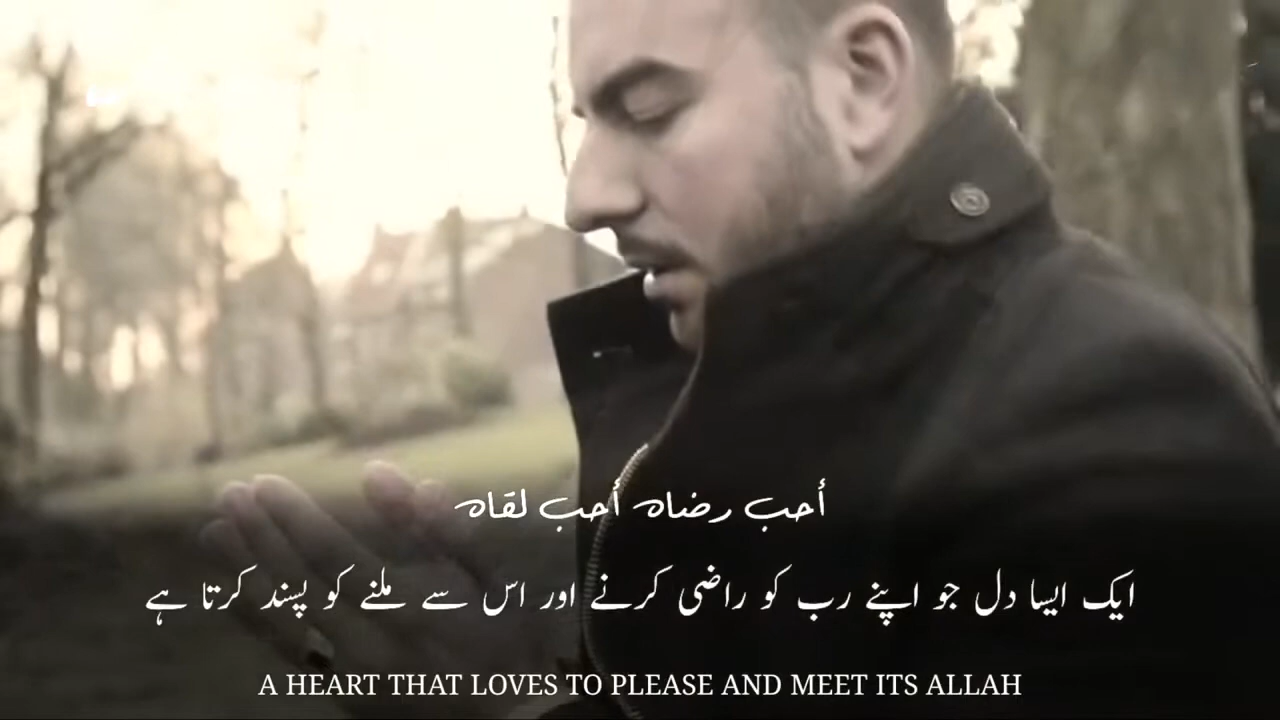 أحب رضاه أحب لقاه
ایک ایسا دل جو اپنے رب کو راضی کرنے اور اس سے ملنے کو پسند کرتا ہے
A HEART THAT LOVES TO PLEASE AND MEET ITS ALLAH